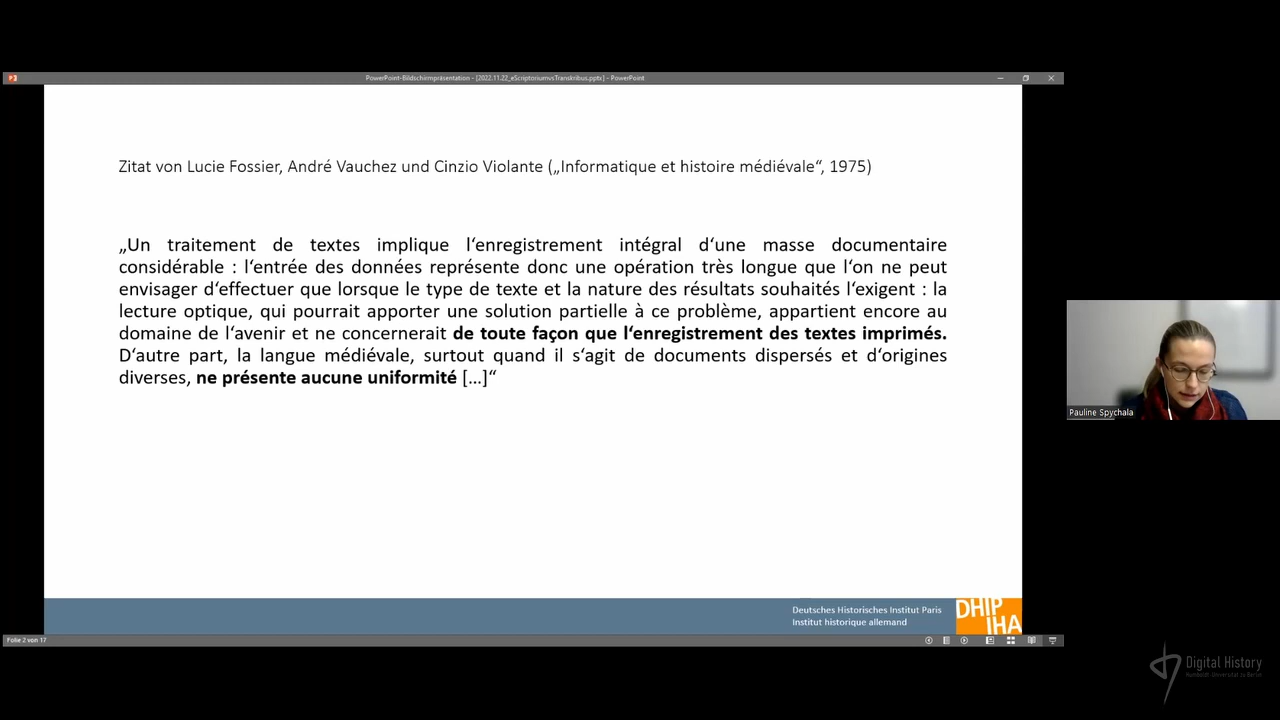 PowerPoint-Bildschirmpräsentation - [2022.11.22_eScriptoriumvsTranskribus.pptx] - PowerPoint
Zitat von Lucie Fossier, André Vauchez und Cinzio Violante („Informatique et histoire médiévale“, 1975)
„Un traitement de textes implique l‘enregistrement intégral d‘une masse documentaire
considérable : l‘entrée des données représente donc une opération très longue que l‘on ne peut
envisager d‘effectuer que lorsque le type de texte et la nature des résultats souhaités l‘exigent : la
lecture optique, qui pourrait apporter une solution partielle à ce problème, appartient encore au
domaine de l‘avenir et ne concernerait de toute façon que l‘enregistrement des textes imprimés.
D‘autre part, la langue médiévale, surtout quand il s‘agit de documents dispersés et d‘origines
diverses, ne présente aucune uniformité [...]“
Pauline Spychala
Deutsches Historisches Institut Paris
Institut historique allemand
DHIP
IHA
Folie 2 von 17
Digital History
Humboldt-Universität zu Berlin